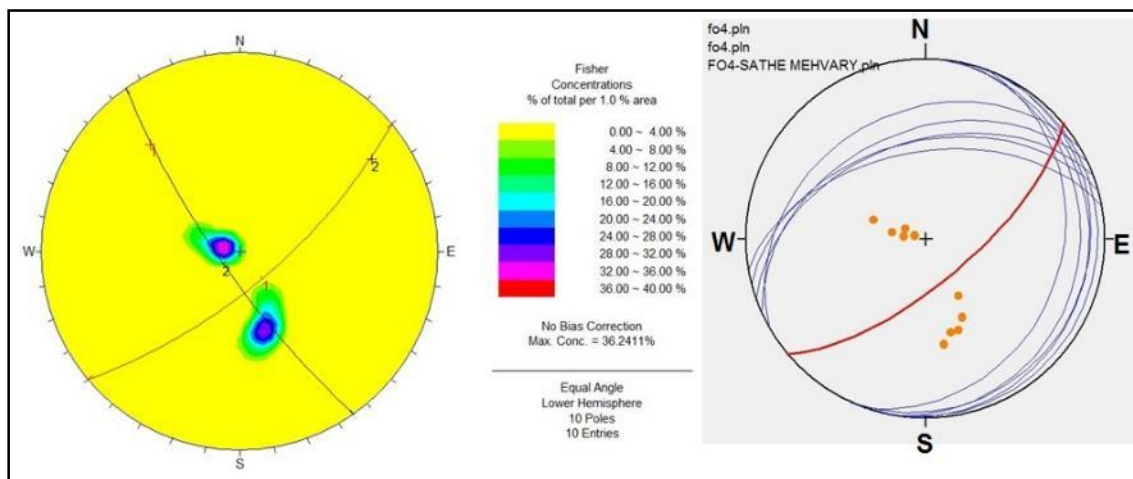 N
1
2
W
E
2
1
S
Fisher
Concentrations
% of total per 1.0 % area
0.00 ~ 4.00 %
4.00 ~ 8.00 %
8.00 ~ 12.00 %
12.00 ~ 16.00 %
16.00 ~ 20.00 %
20.00 ~ 24.00 %
24.00 ~ 28.00 %
28.00 ~ 32.00 %
32.00 ~ 36.00 %
36.00 ~ 40.00 %
No Bias Correction
Max. Conc. = 36.2411%
Equal Angle
Lower Hemisphere
10 Poles
10 Entries
fo4.pln
fo4.pln
FO4-SATHE MEHVARY.pln
N
W
E
S